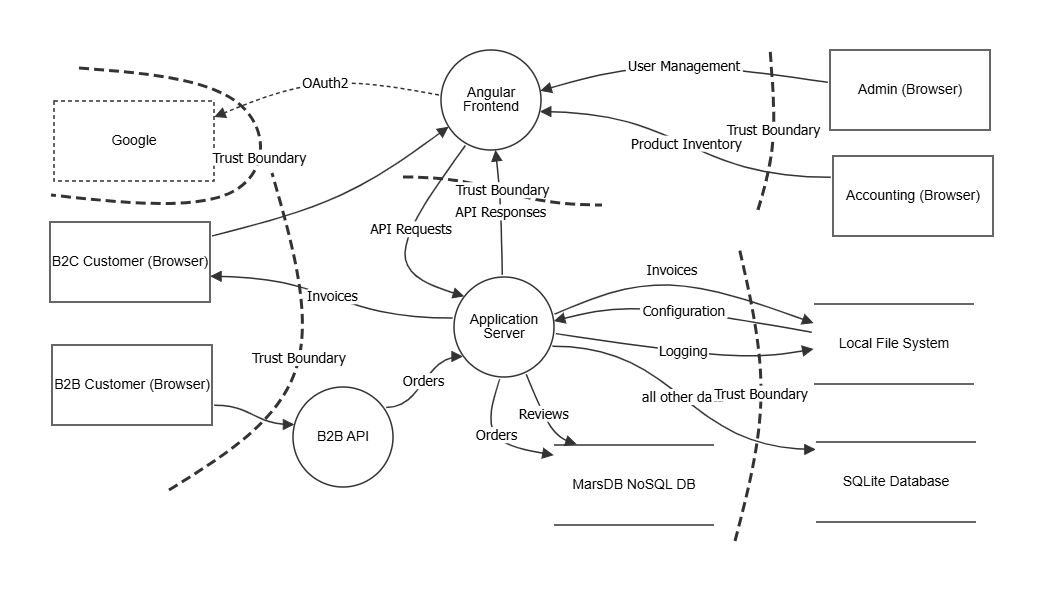 User Management
OAuth2
Angular
Frontend
Admin (Browser)
Google
Trust Boundary
Trust Boundary
Product Inventory
Trust Boundary
Accounting (Browser)
API Responses
API Requests
B2C Customer (Browser)
Invoices
Invoices
Configuration
Application
Server
Local File System
Logging
Trust Boundary
B2B Customer (Browser)
Orders
all other da
Trust Boundary
Reviews
Orders
B2B API
MarsDB NoSQL DB
SQLite Database